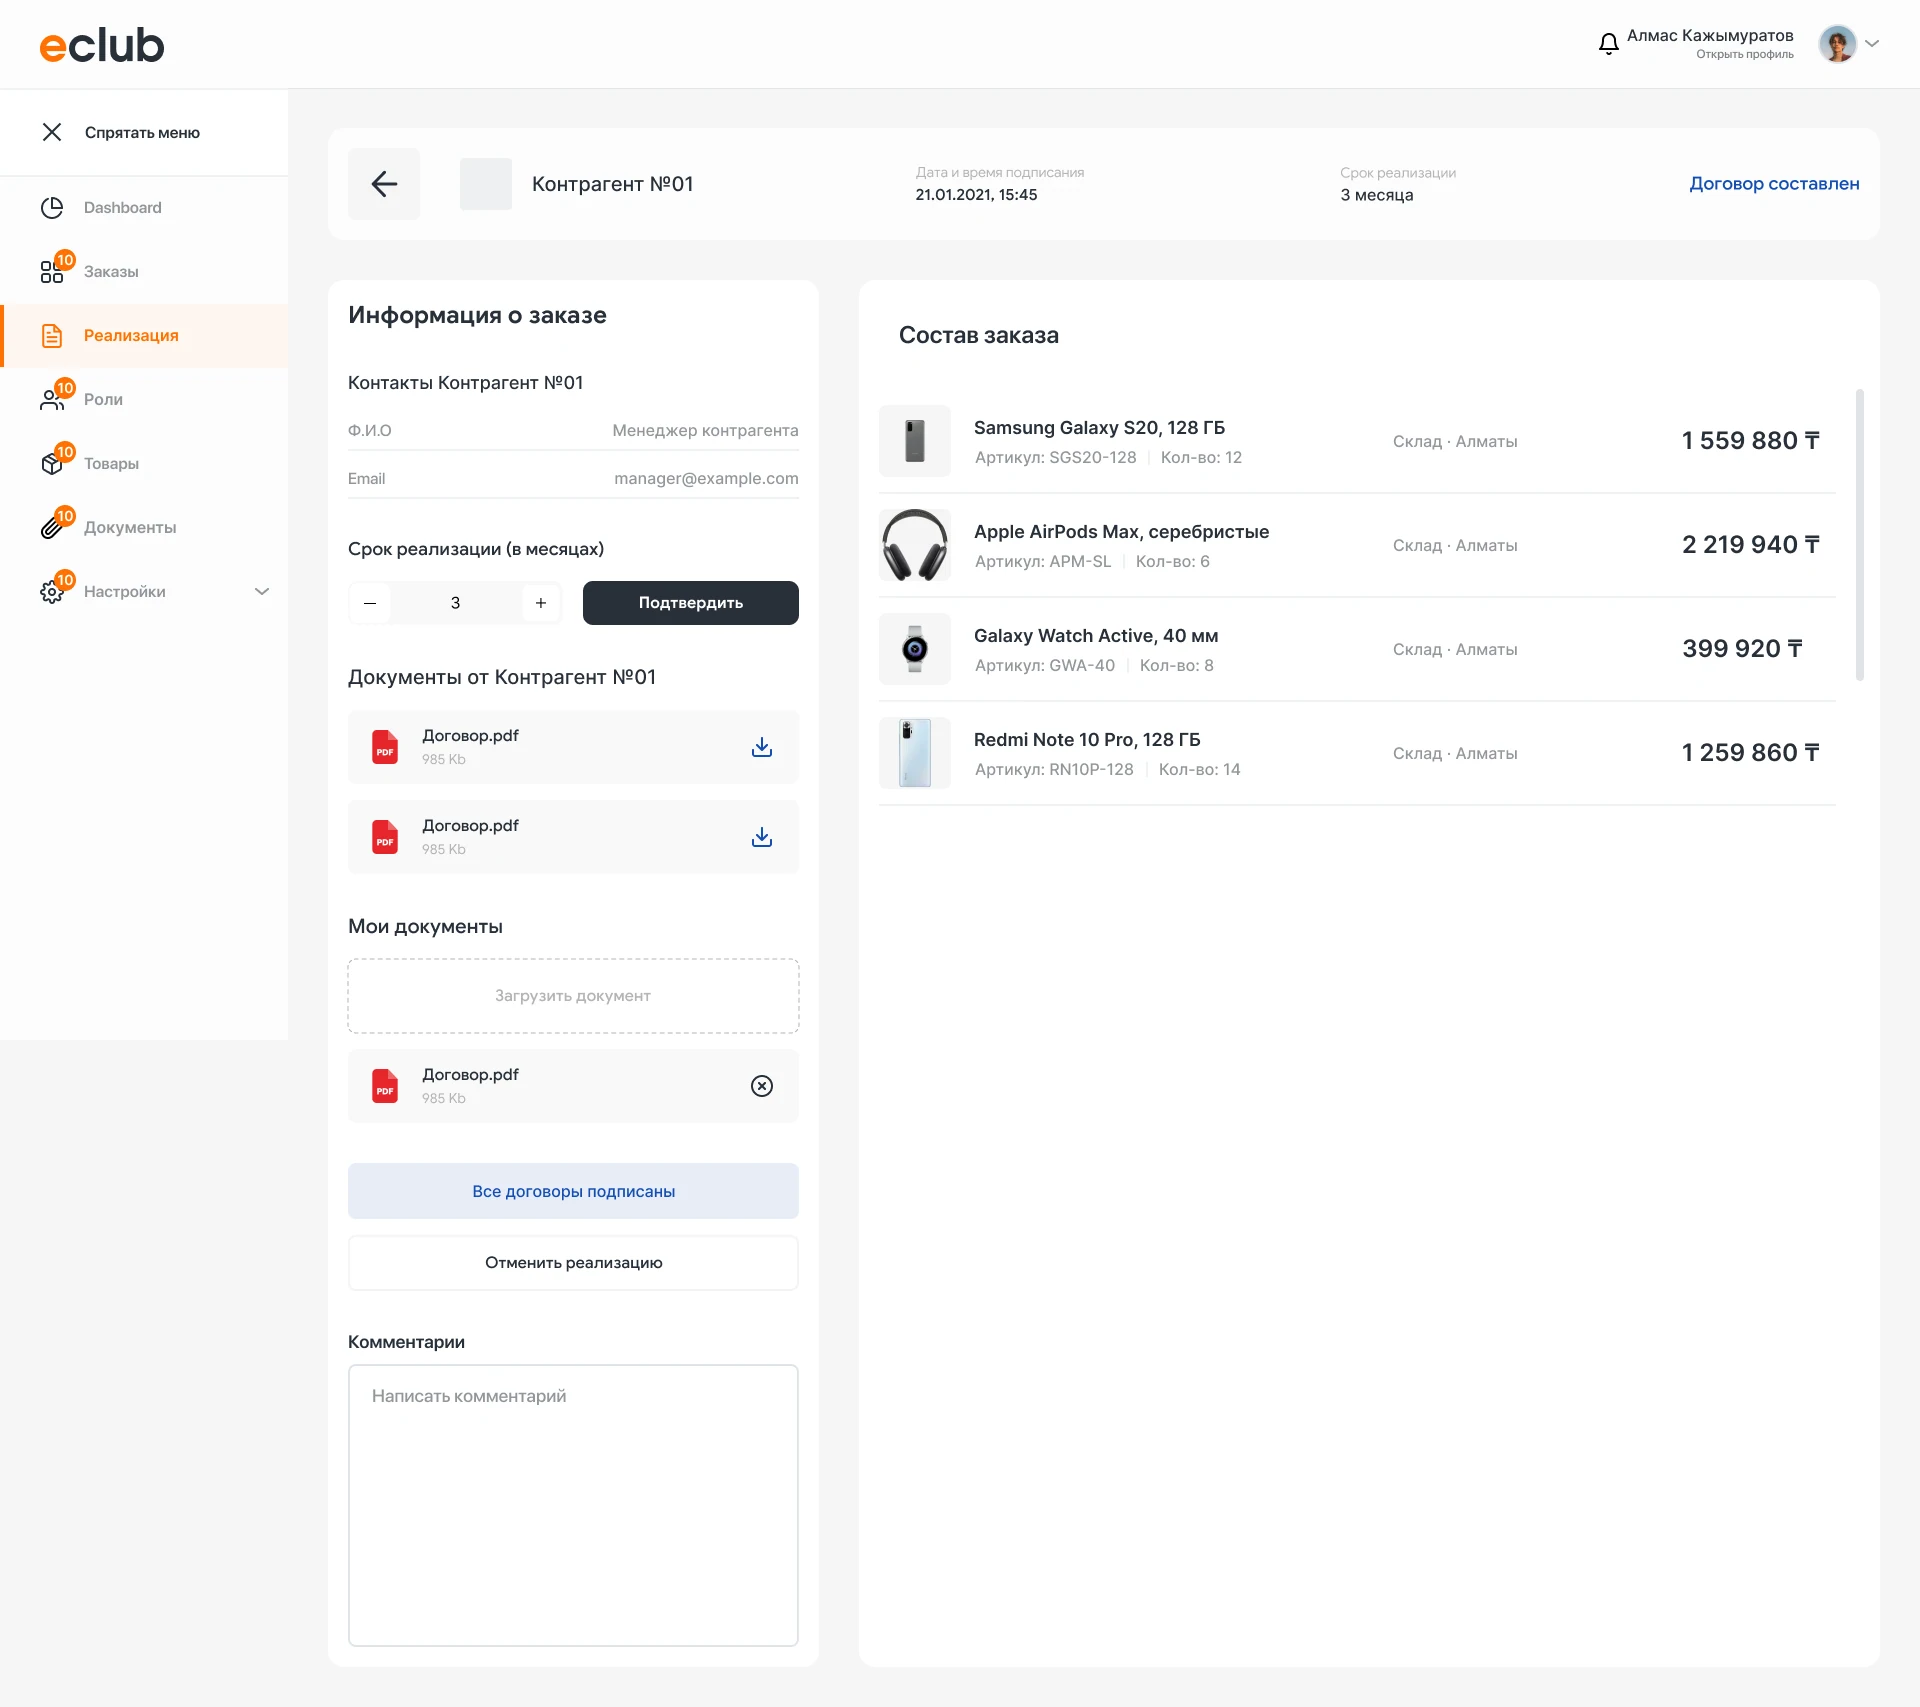 eclub
Алмас Кажымуратов
Открыть профиль
Спрятать меню
Dashboard
10
Заказы
Реализация
10
Роли
10
Товары
10
Документы
10
Настройки
Контрагент №01
Дата и время подписания
21.01.2021, 15:45
Срок реализации
3 месяца
Договор составлен
Информация о заказе
Контакты Контрагент №01
Ф.И.О Менеджер контрагента
Email manager@example.com
Срок реализации (в месяцах)
– 3 + Подтвердить
Документы от Контрагент №01
PDF
Договор.pdf
985 Kb
PDF
Договор.pdf
985 Kb
Мои документы
Загрузить документ
PDF
Договор.pdf
985 Kb
Все договоры подписаны
Отменить реализацию
Комментарии
Написать комментарий
Состав заказа
Samsung Galaxy S20, 128 ГБ
Артикул: SGS20-128 Кол-во: 12
Склад · Алматы
1 559 880 ₸
Apple AirPods Max, серебристые
Артикул: APM-SL Кол-во: 6
Склад · Алматы
2 219 940 ₸
Galaxy Watch Active, 40 мм
Артикул: GWA-40 Кол-во: 8
Склад · Алматы
399 920 ₸
Redmi Note 10 Pro, 128 ГБ
Артикул: RN10P-128 Кол-во: 14
Склад · Алматы
1 259 860 ₸